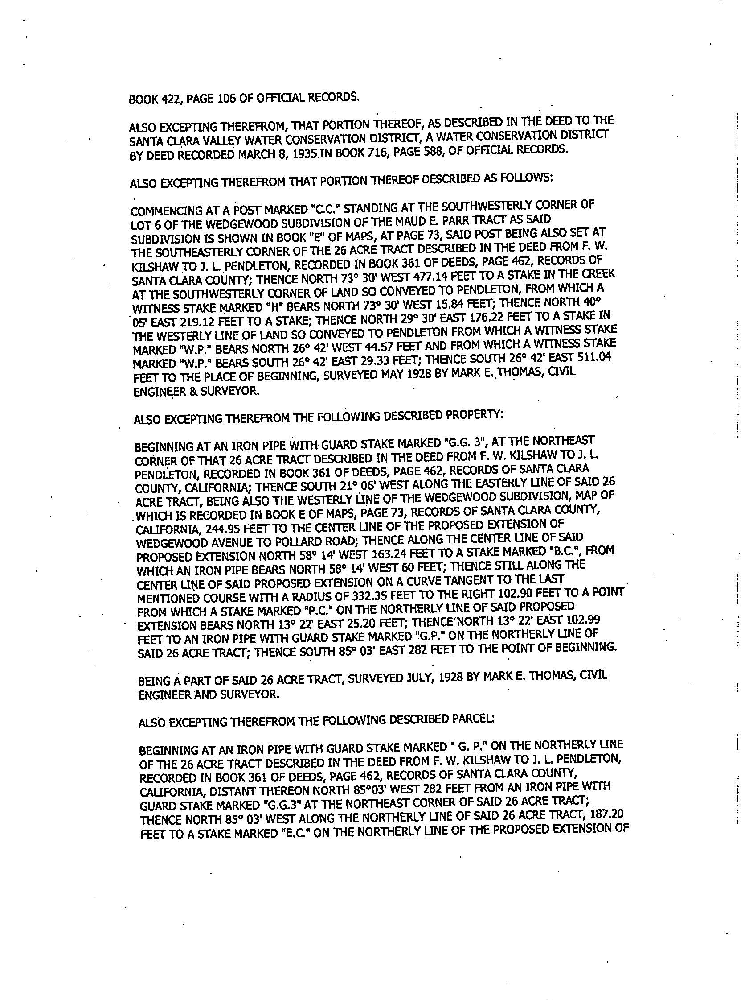 BOOK 422, PAGE 106 OF OFFICIAL RECORDS.
ALSO EXCEPTING THEREFROM, THAT PORTION THEREOF, AS DESCRIBED IN THE DEED TO THE
SANTA CLARA VALLEY WATER CONSERVATION DISTRICT, A WATER CONSERVATION DISTRICT
BY DEED RECORDED MARCH 8, 1935 IN BOOK 716, PAGE 588, OF OFFICIAL RECORDS.
ALSO EXCEPTING THEREFROM THAT PORTION THEREOF DESCRIBED AS FOLLOWS:
COMMENCING AT A POST MARKED "C.C." STANDING AT THE SOUTHWESTERLY CORNER OF
LOT 6 OF THE WEDGEWOOD SUBDIVISION OF THE MAUD E. PARR TRACT AS SAID
SUBDIVISION IS SHOWN IN BOOK "E" OF MAPS, AT PAGE 73, SAID POST BEING ALSO SET AT
THE SOUTHEASTERLY CORNER OF THE 26 ACRE TRACT DESCRIBED IN THE DEED FROM F. W.
KILSHAW TO J. L. PENDLETON, RECORDED IN BOOK 361 OF DEEDS, PAGE 462, RECORDS OF
SANTA CLARA COUNTY; THENCE NORTH 73° 30' WEST 477.14 FEET TO A STAKE IN THE CREEK
AT THE SOUTHWESTERLY CORNER OF LAND SO CONVEYED TO PENDLETON, FROM WHICH A
WITNESS STAKE MARKED "H" BEARS NORTH 73° 30' WEST 15.84 FEET; THENCE NORTH 40°
05' EAST 219.12 FEET TO A STAKE; THENCE NORTH 29° 30' EAST 176.22 FEET TO A STAKE IN
THE WESTERLY LINE OF LAND SO CONVEYED TO PENDLETON FROM WHICH A WITNESS STAKE
MARKED "W.P." BEARS NORTH 26° 42' WEST 44.57 FEET AND FROM WHICH A WITNESS STAKE
MARKED "W.P." BEARS SOUTH 26° 42' EAST 29.33 FEET; THENCE SOUTH 26° 42' EAST 511.04
FEET TO THE PLACE OF BEGINNING, SURVEYED MAY 1928 BY MARK E. THOMAS, CIVIL
ENGINEER & SURVEYOR.
ALSO EXCEPTING THEREFROM THE FOLLOWING DESCRIBED PROPERTY:
BEGINNING AT AN IRON PIPE WITH GUARD STAKE MARKED "G.G. 3", AT THE NORTHEAST
CORNER OF THAT 26 ACRE TRACT DESCRIBED IN THE DEED FROM F. W. KILSHAW TO J. L.
PENDLETON, RECORDED IN BOOK 361 OF DEEDS, PAGE 462, RECORDS OF SANTA CLARA
COUNTY, CALIFORNIA; THENCE SOUTH 21° 06' WEST ALONG THE EASTERLY LINE OF SAID 26
ACRE TRACT, BEING ALSO THE WESTERLY LINE OF THE WEDGEWOOD SUBDIVISION, MAP OF
WHICH IS RECORDED IN BOOK E OF MAPS, PAGE 73, RECORDS OF SANTA CLARA COUNTY,
CALIFORNIA, 244.95 FEET TO THE CENTER LINE OF THE PROPOSED EXTENSION OF
WEDGEWOOD AVENUE TO POLLARD ROAD; THENCE ALONG THE CENTER LINE OF SAID
PROPOSED EXTENSION NORTH 58° 14' WEST 163.24 FEET TO A STAKE MARKED "B.C.", FROM
WHICH AN IRON PIPE BEARS NORTH 58° 14' WEST 60 FEET; THENCE STILL ALONG THE
CENTER LINE OF SAID PROPOSED EXTENSION ON A CURVE TANGENT TO THE LAST
MENTIONED COURSE WITH A RADIUS OF 332.35 FEET TO THE RIGHT 102.90 FEET TO A POINT
FROM WHICH A STAKE MARKED "P.C." ON THE NORTHERLY LINE OF SAID PROPOSED
EXTENSION BEARS NORTH 13° 22' EAST 25.20 FEET; THENCE NORTH 13° 22' EAST 102.99
FEET TO AN IRON PIPE WITH GUARD STAKE MARKED "G.P." ON THE NORTHERLY LINE OF
SAID 26 ACRE TRACT; THENCE SOUTH 85° 03' EAST 282 FEET TO THE POINT OF BEGINNING.
BEING A PART OF SAID 26 ACRE TRACT, SURVEYED JULY, 1928 BY MARK E. THOMAS, CIVIL
ENGINEER AND SURVEYOR.
ALSO EXCEPTING THEREFROM THE FOLLOWING DESCRIBED PARCEL:
BEGINNING AT AN IRON PIPE WITH GUARD STAKE MARKED " G. P." ON THE NORTHERLY LINE
OF THE 26 ACRE TRACT DESCRIBED IN THE DEED FROM F. W. KILSHAW TO J. L. PENDLETON,
RECORDED IN BOOK 361 OF DEEDS, PAGE 462, RECORDS OF SANTA CLARA COUNTY,
CALIFORNIA, DISTANT THEREON NORTH 85°03' WEST 282 FEET FROM AN IRON PIPE WITH
GUARD STAKE MARKED "G.G.3" AT THE NORTHEAST CORNER OF SAID 26 ACRE TRACT;
THENCE NORTH 85° 03' WEST ALONG THE NORTHERLY LINE OF SAID 26 ACRE TRACT, 187.20
FEET TO A STAKE MARKED "E.C." ON THE NORTHERLY LINE OF THE PROPOSED EXTENSION OF